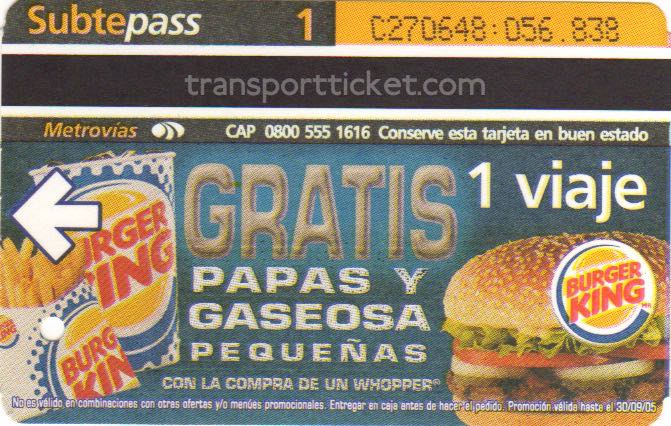 Subtepass 1 C270648:056.838
transportticket.com
Metrovías CAP 0800 555 1616 Conserve esta tarjeta en buen estado
GRATIS 1 viaje
PAPAS Y
GASEOSA
PEQUEÑAS
CON LA COMPRA DE UN WHOPPER®
BURGER
KING
BURGER
KING
BURG
KIN
No es válido en combinaciones con otras ofertas y/o menúes promocionales. Entregar en caja antes de hacer el pedido. Promoción válida hasta el 30/09/05